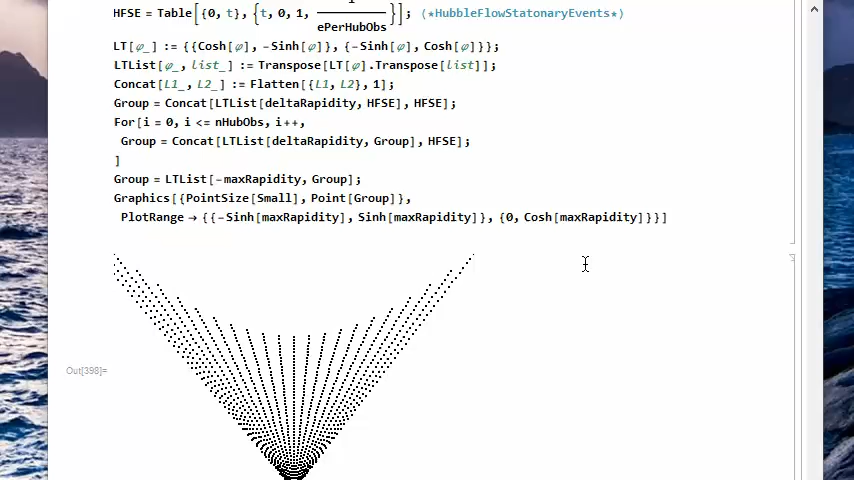 HFSE = Table[{0, t}, {t, 0, 1, 1/ePerHubObs}]; (*HubbleFlowStatonaryEvents*)
LT[φ_] := {{Cosh[φ], -Sinh[φ]}, {-Sinh[φ], Cosh[φ]}};
LTList[φ_, list_] := Transpose[LT[φ].Transpose[list]];
Concat[L1_, L2_] := Flatten[{L1, L2}, 1];
Group = Concat[LTList[deltaRapidity, HFSE], HFSE];
For[i = 0, i <= nHubObs, i++,
Group = Concat[LTList[deltaRapidity, Group], HFSE];
]
Group = LTList[-maxRapidity, Group];
Graphics[{PointSize[Small], Point[Group]},
PlotRange → {{-Sinh[maxRapidity], Sinh[maxRapidity]}, {0, Cosh[maxRapidity]}}]
Out[398]=